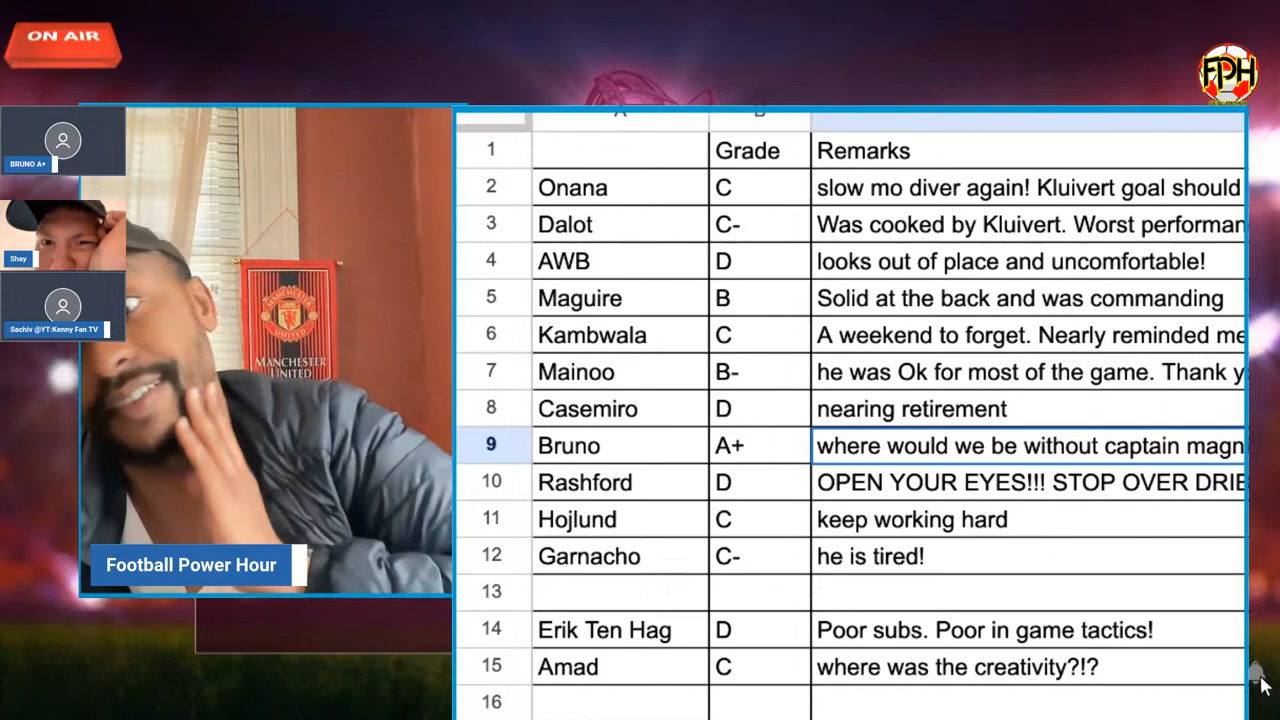 ON AIR
FPH
BRUNO A+
Shay
Sachiv @YT:Kenny Fan TV
MANCHESTER
UNITED
MANCHESTER
UNITED
Football Power Hour
1 Grade Remarks
2 Onana C slow mo diver again! Kluivert goal should
3 Dalot C- Was cooked by Kluivert. Worst performan
4 AWB D looks out of place and uncomfortable!
5 Maguire B Solid at the back and was commanding
6 Kambwala C A weekend to forget. Nearly reminded me
7 Mainoo B- he was Ok for most of the game. Thank y
8 Casemiro D nearing retirement
9 Bruno A+ where would we be without captain magn
10 Rashford D OPEN YOUR EYES!!! STOP OVER DRIB
11 Hojlund C keep working hard
12 Garnacho C- he is tired!
13
14 Erik Ten Hag D Poor subs. Poor in game tactics!
15 Amad C where was the creativity?!?
16